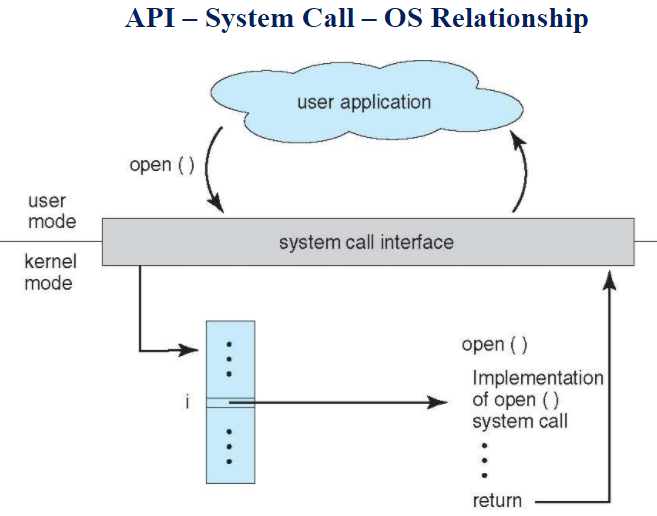 API – System Call – OS Relationship
user application
open ( )
user
mode
system call interface
kernel
mode
i
open ( )
Implementation
of open ( )
system call
return